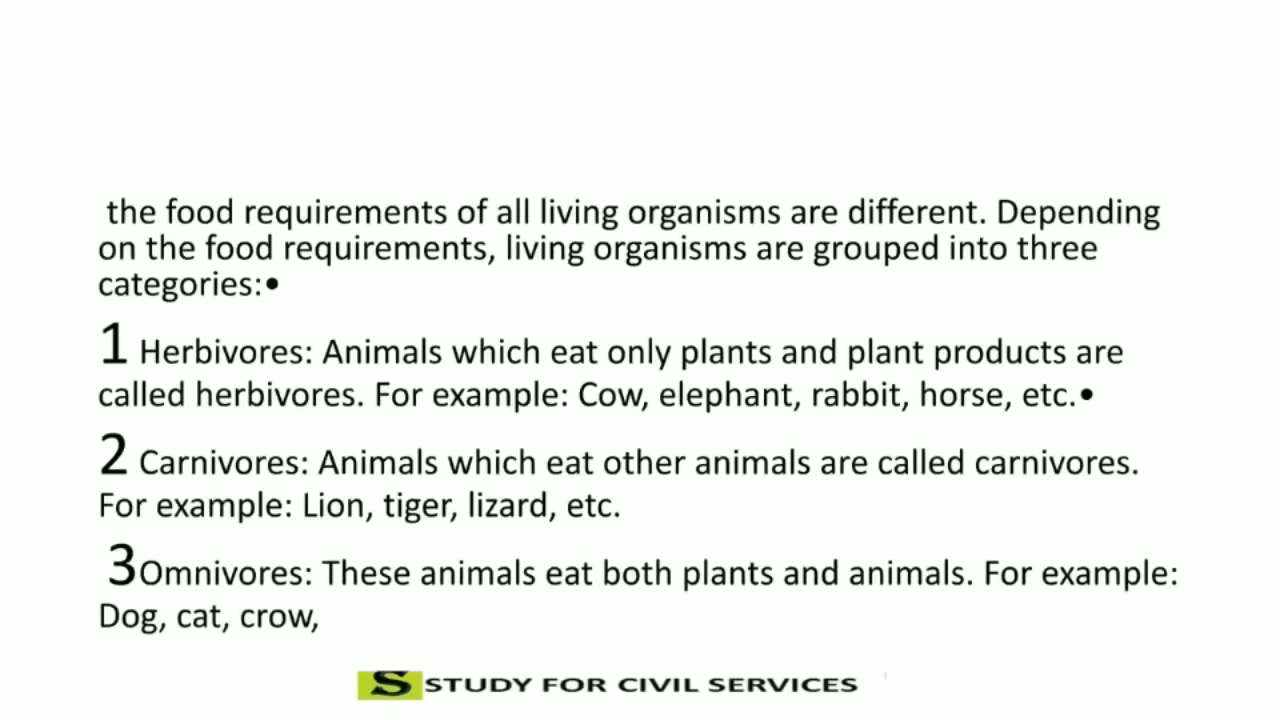 the food requirements of all living organisms are different. Depending
on the food requirements, living organisms are grouped into three
categories:•
1 Herbivores: Animals which eat only plants and plant products are
called herbivores. For example: Cow, elephant, rabbit, horse, etc.•
2 Carnivores: Animals which eat other animals are called carnivores.
For example: Lion, tiger, lizard, etc.
3Omnivores: These animals eat both plants and animals. For example:
Dog, cat, crow,
S STUDY FOR CIVIL SERVICES